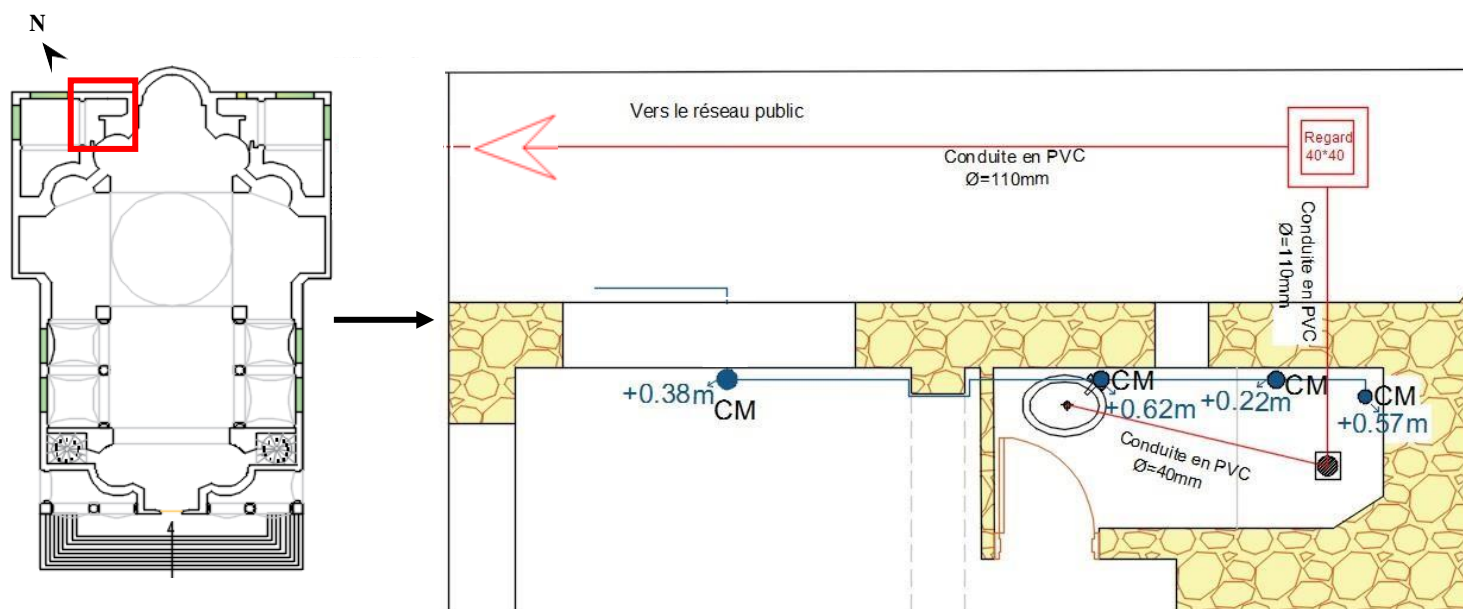 N
4
Vers le réseau public
Regard
40*40
Conduite en PVC
Ø=110mm
Conduite en PVC
Ø=110mm
+0.38m
CM
CM
+0.62m
CM
+0.22m
CM
+0.57m
Conduite en PVC
Ø=40mm